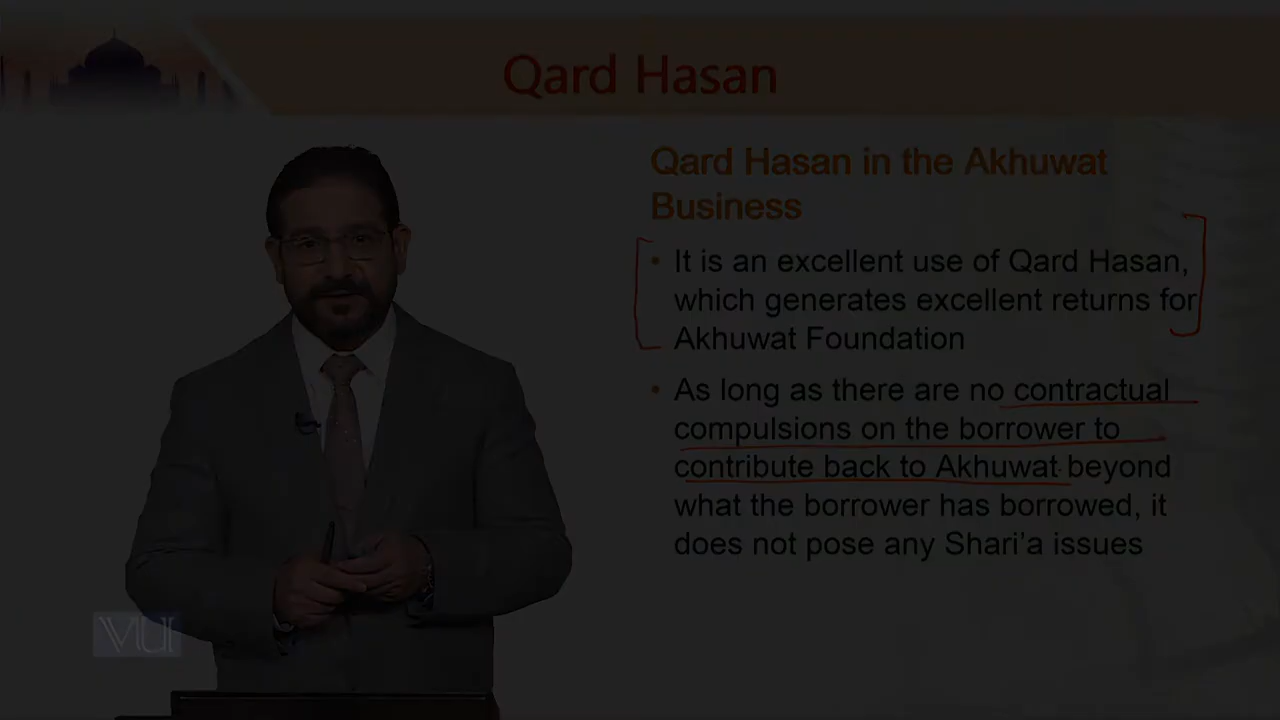 Qard Hasan
Qard Hasan in the Akhuwat
Business
• It is an excellent use of Qard Hasan,
which generates excellent returns for
Akhuwat Foundation
• As long as there are no contractual
compulsions on the borrower to
contribute back to Akhuwat beyond
what the borrower has borrowed, it
does not pose any Shari'a issues
VU